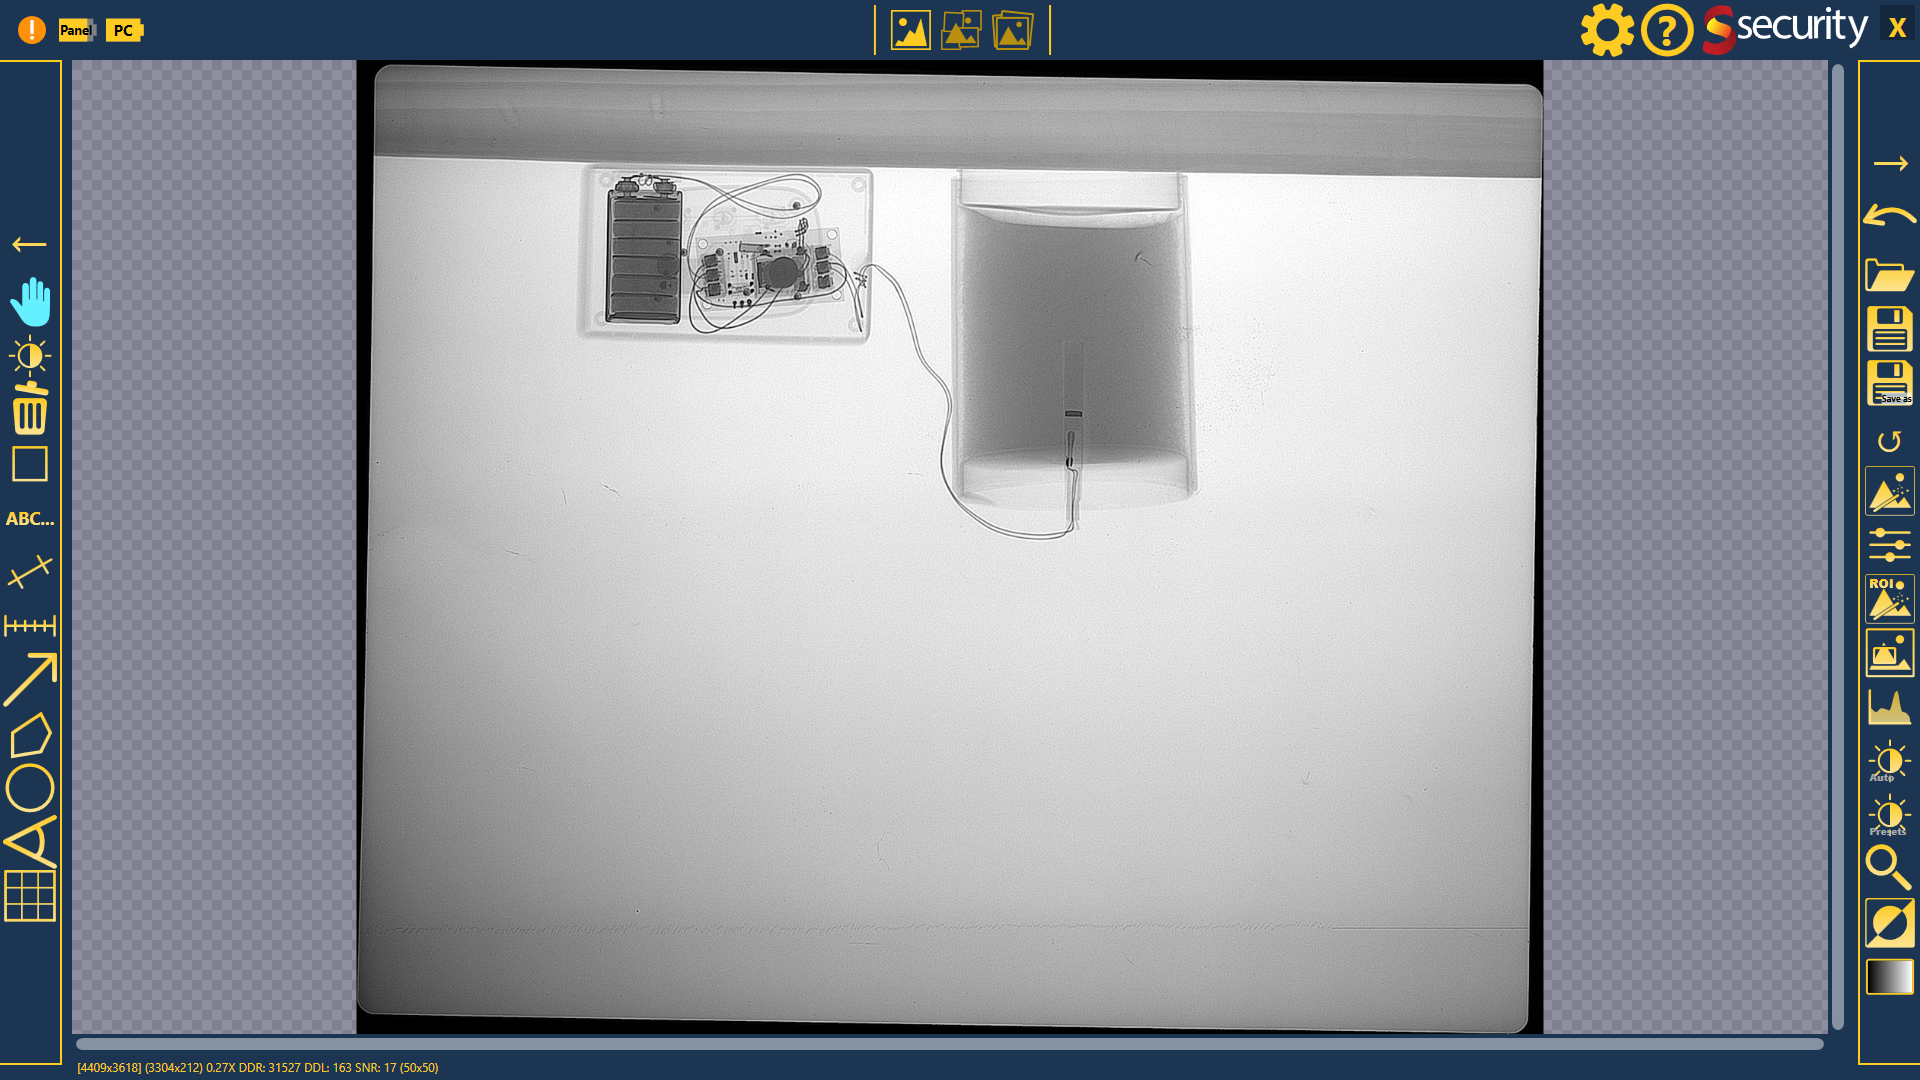 Panel
PC
!
?
security
X
ABC...
Save as
ROI
Auto
Presets
[4409x3618] (3304x212) 0.27X DDR: 31527 DDL: 163 SNR: 17 (50x50)